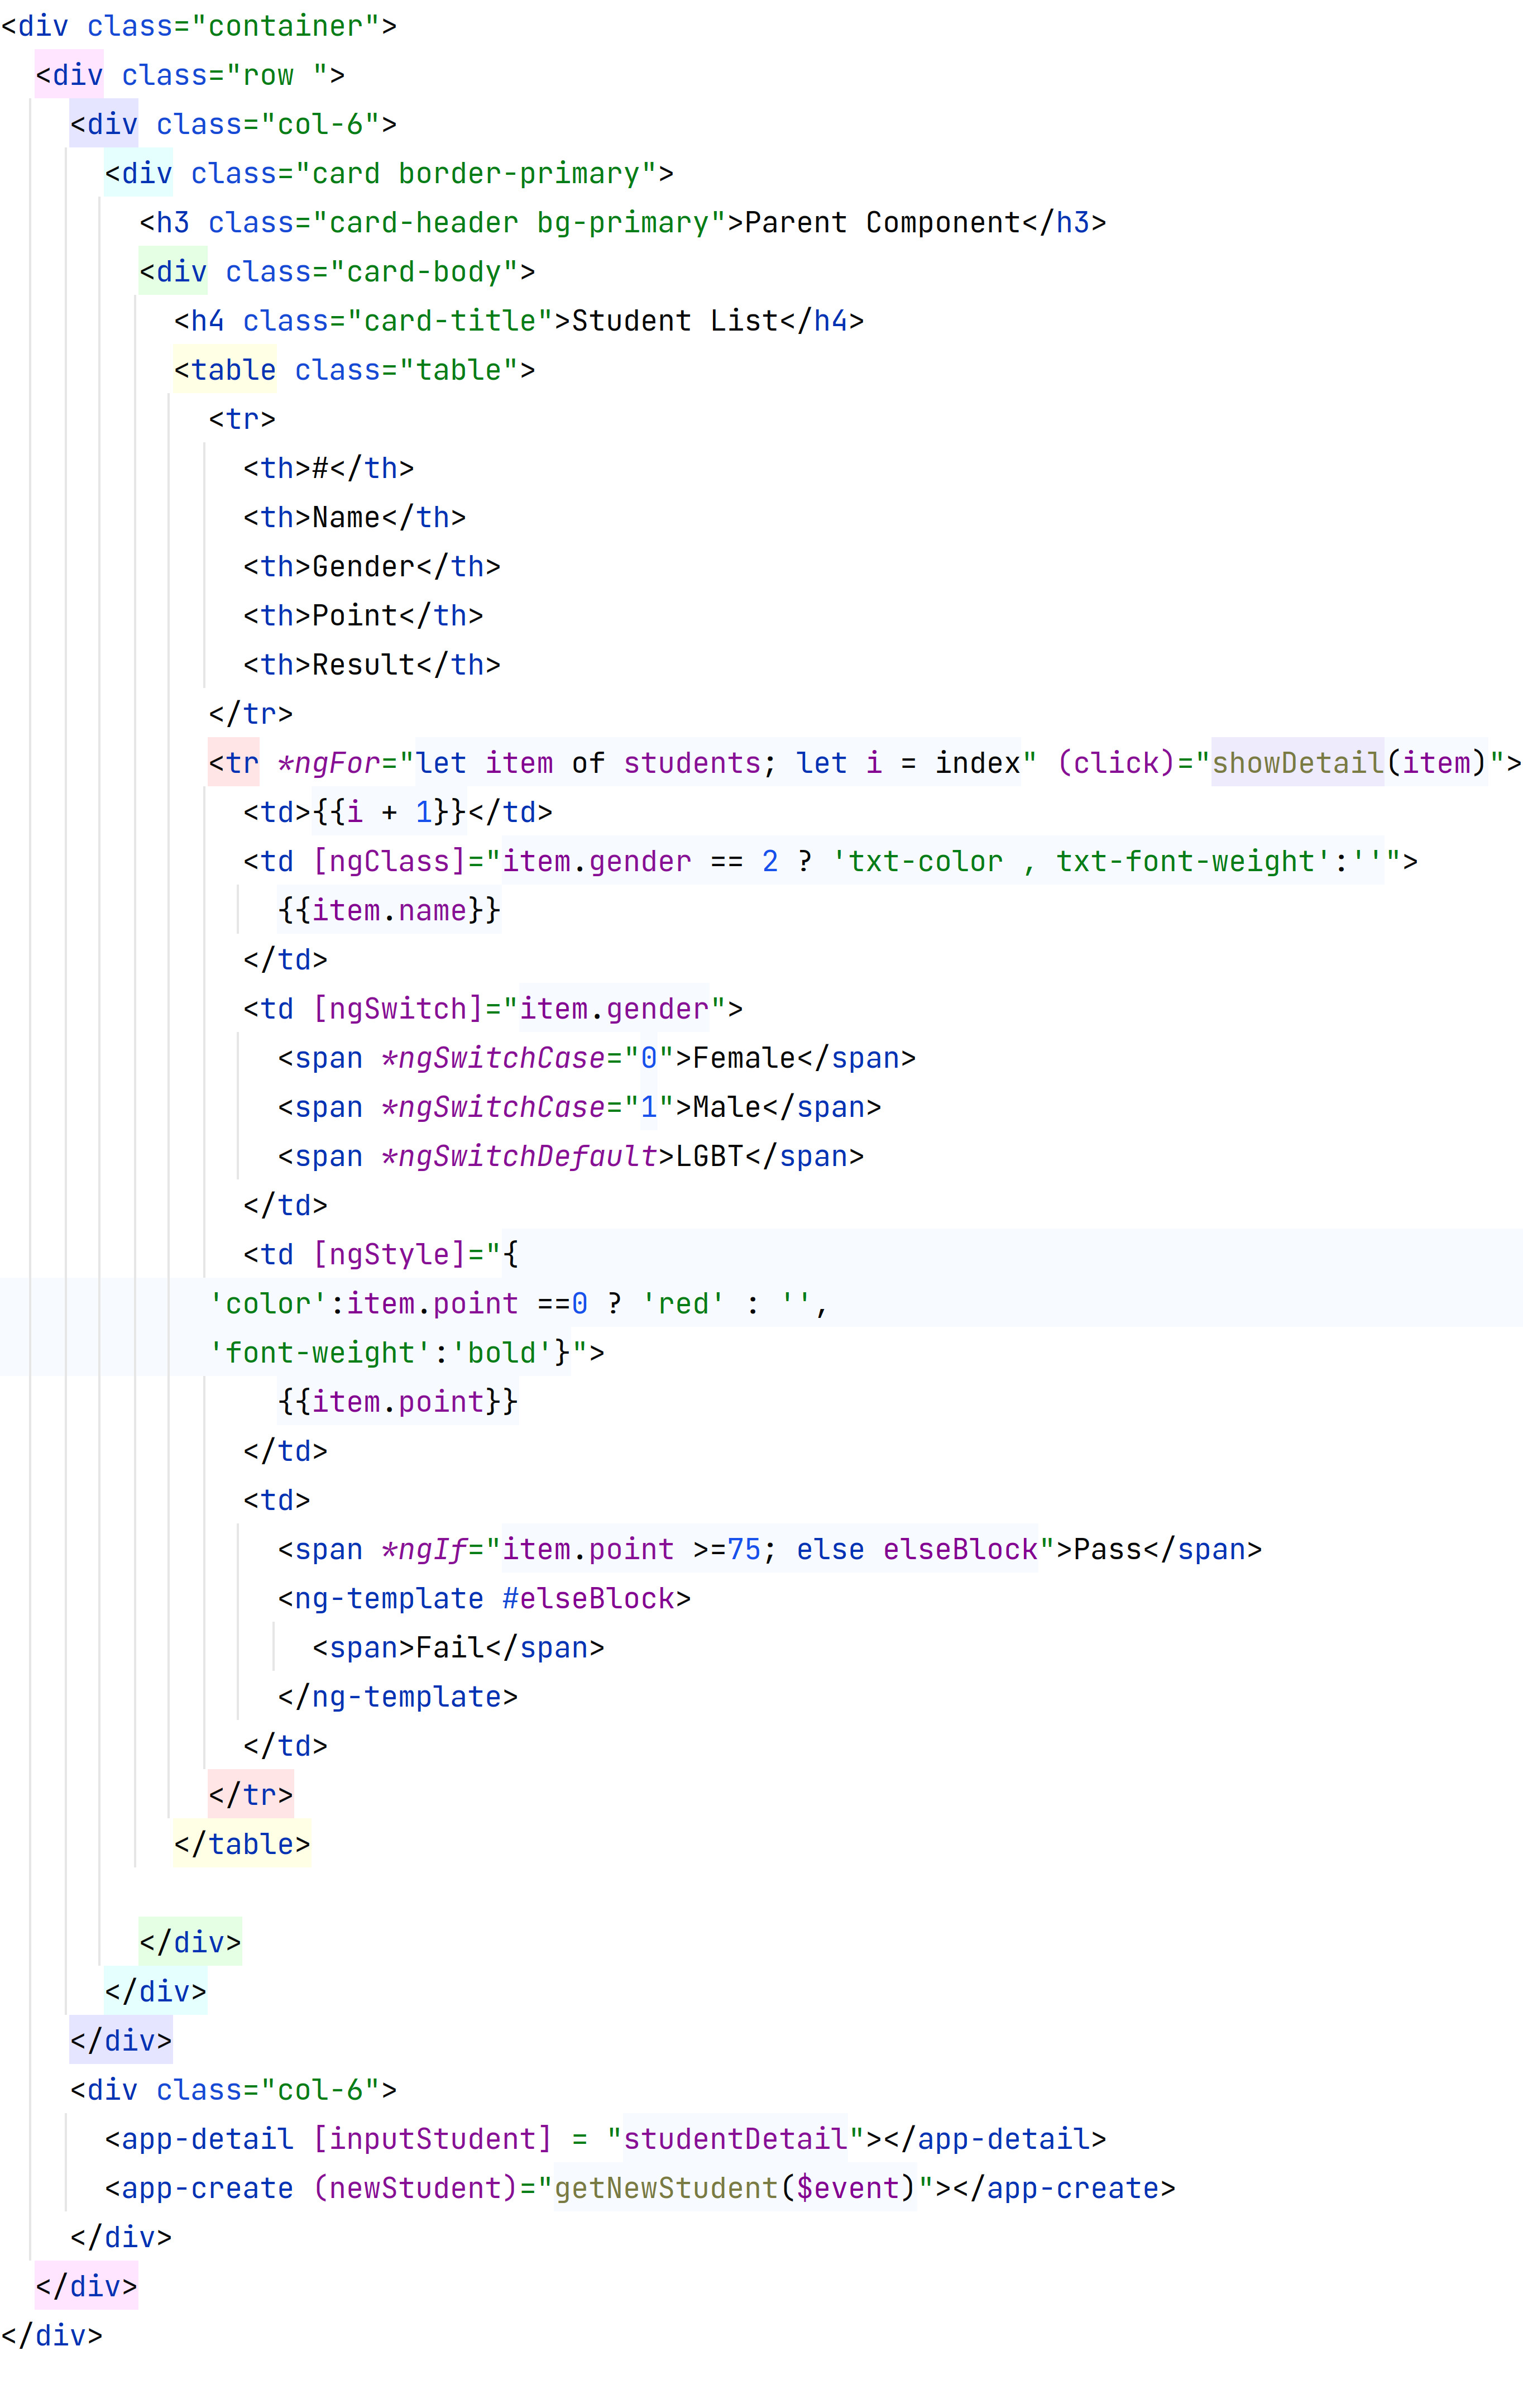 <div class="container">
  <div class="row ">
    <div class="col-6">
      <div class="card border-primary">
        <h3 class="card-header bg-primary">Parent Component</h3>
        <div class="card-body">
          <h4 class="card-title">Student List</h4>
          <table class="table">
            <tr>
              <th>#</th>
              <th>Name</th>
              <th>Gender</th>
              <th>Point</th>
              <th>Result</th>
            </tr>
            <tr *ngFor="let item of students; let i = index" (click)="showDetail(item)">
              <td>{{i + 1}}</td>
              <td [ngClass]="item.gender == 2 ? 'txt-color , txt-font-weight':''">
                {{item.name}}
              </td>
              <td [ngSwitch]="item.gender">
                <span *ngSwitchCase="0">Female</span>
                <span *ngSwitchCase="1">Male</span>
                <span *ngSwitchDefault>LGBT</span>
              </td>
              <td [ngStyle]="{
            'color':item.point ==0 ? 'red' : '',
            'font-weight':'bold'}">
                {{item.point}}
              </td>
              <td>
                <span *ngIf="item.point >=75; else elseBlock">Pass</span>
                <ng-template #elseBlock>
                  <span>Fail</span>
                </ng-template>
              </td>
            </tr>
          </table>

        </div>
      </div>
    </div>
    <div class="col-6">
      <app-detail [inputStudent] = "studentDetail"></app-detail>
      <app-create (newStudent)="getNewStudent($event)"></app-create>
    </div>
  </div>
</div>